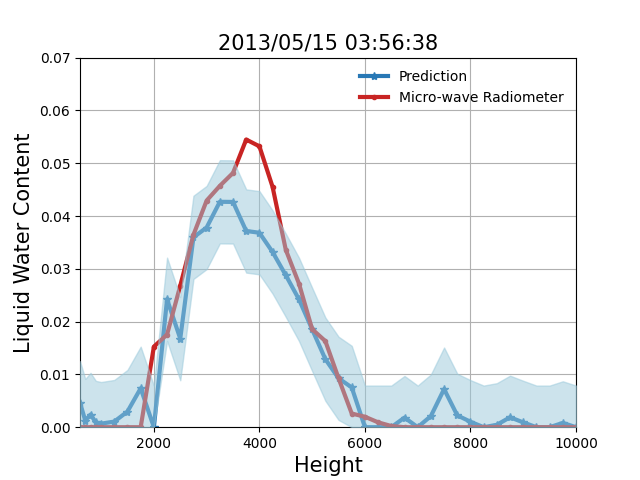 2013/05/15 03:56:38
Prediction
Micro-wave Radiometer
Liquid Water Content
0.07
0.06
0.05
0.04
0.03
0.02
0.01
0.00
2000 4000 6000 8000 10000
Height